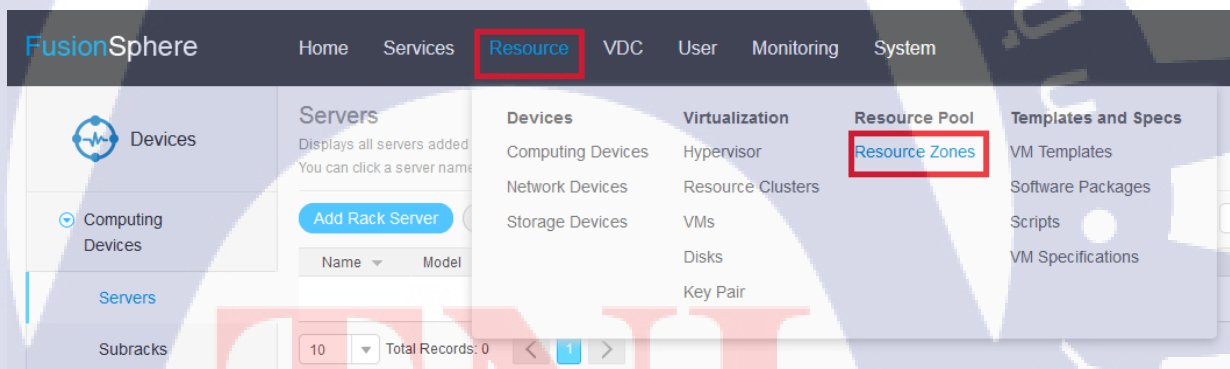 FusionSphere
Home Services Resource VDC User Monitoring System
Devices
Computing Devices
Servers
Subracks
Servers
Displays all servers added
You can click a server name
Add Rack Server
Name Model
10 Total Records: 0 < 1 >
Devices
Computing Devices
Network Devices
Storage Devices
Virtualization
Hypervisor
Resource Clusters
VMs
Disks
Key Pair
Resource Pool
Resource Zones
Templates and Specs
VM Templates
Software Packages
Scripts
VM Specifications